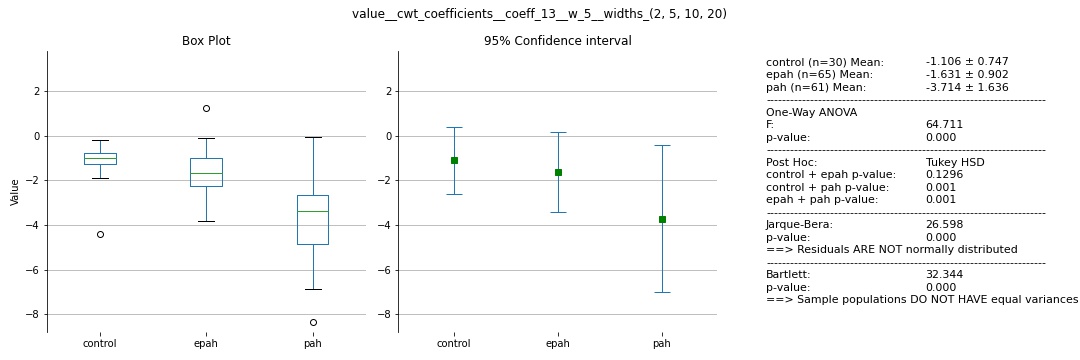 value__cwt_coefficients__coeff_13__w_5__widths_(2, 5, 10, 20)
Box Plot
Value
2
0
−2
−4
−6
−8
control epah pah
95% Confidence interval
2
0
−2
−4
−6
−8
control epah pah
control (n=30) Mean: -1.106 ± 0.747
epah (n=65) Mean: -1.631 ± 0.902
pah (n=61) Mean: -3.714 ± 1.636
One-Way ANOVA
F: 64.711
p-value: 0.000
Post Hoc: Tukey HSD
control + epah p-value: 0.1296
control + pah p-value: 0.001
epah + pah p-value: 0.001
Jarque-Bera: 26.598
p-value: 0.000
==> Residuals ARE NOT normally distributed
Bartlett: 32.344
p-value: 0.000
==> Sample populations DO NOT HAVE equal variances